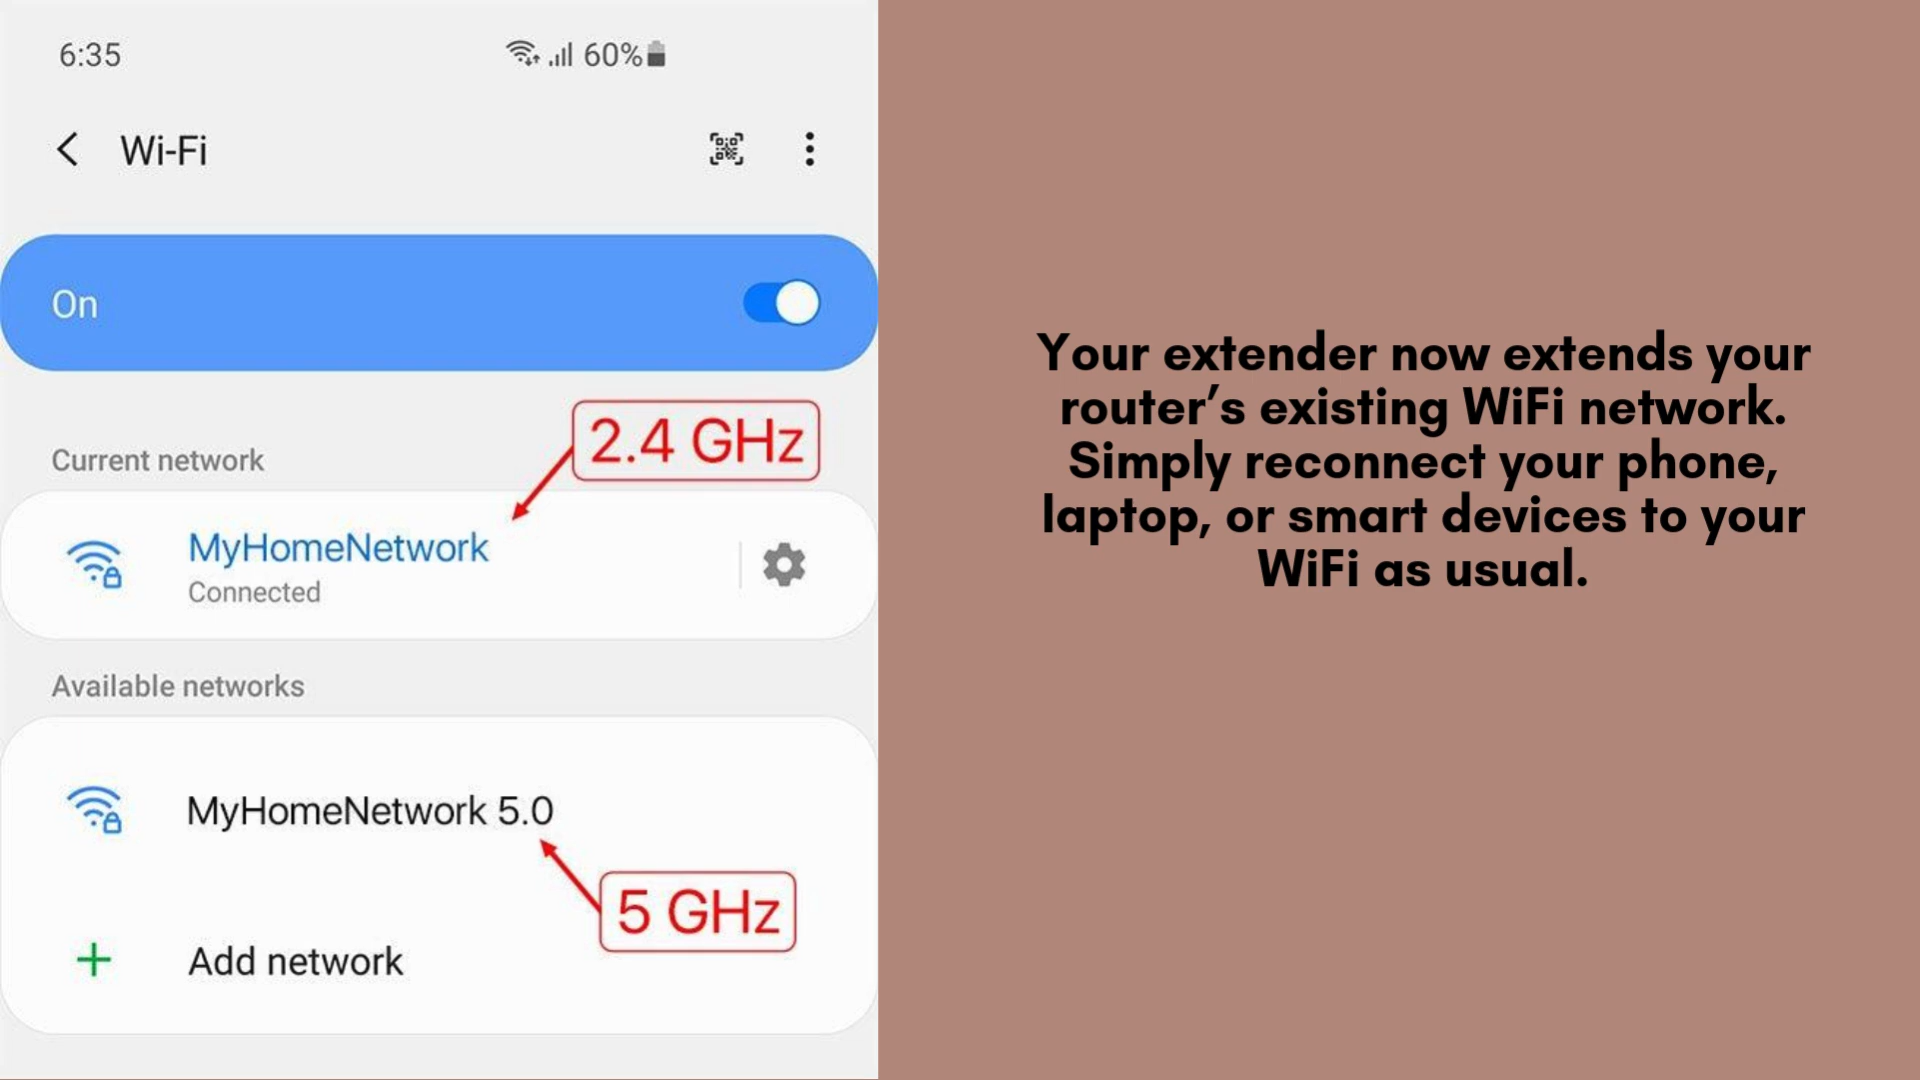 6:35
60%
Wi-Fi
On
2.4 GHz
Current network
MyHomeNetwork
Connected
Available networks
MyHomeNetwork 5.0
5 GHz
Add network
Your extender now extends your
router’s existing WiFi network.
Simply reconnect your phone,
laptop, or smart devices to your
WiFi as usual.